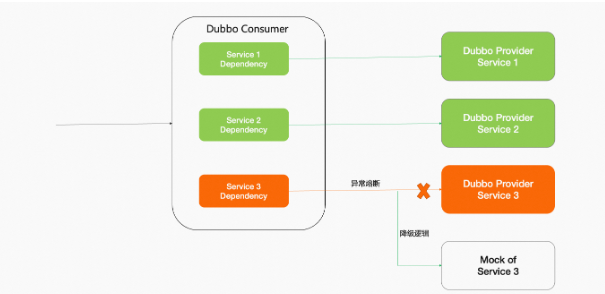 Dubbo Consumer
Service 1
Dependency
Dubbo Provider
Service 1
Service 2
Dependency
Dubbo Provider
Service 2
Service 3
Dependency
异常熔断
Dubbo Provider
Service 3
降级逻辑
Mock of
Service 3